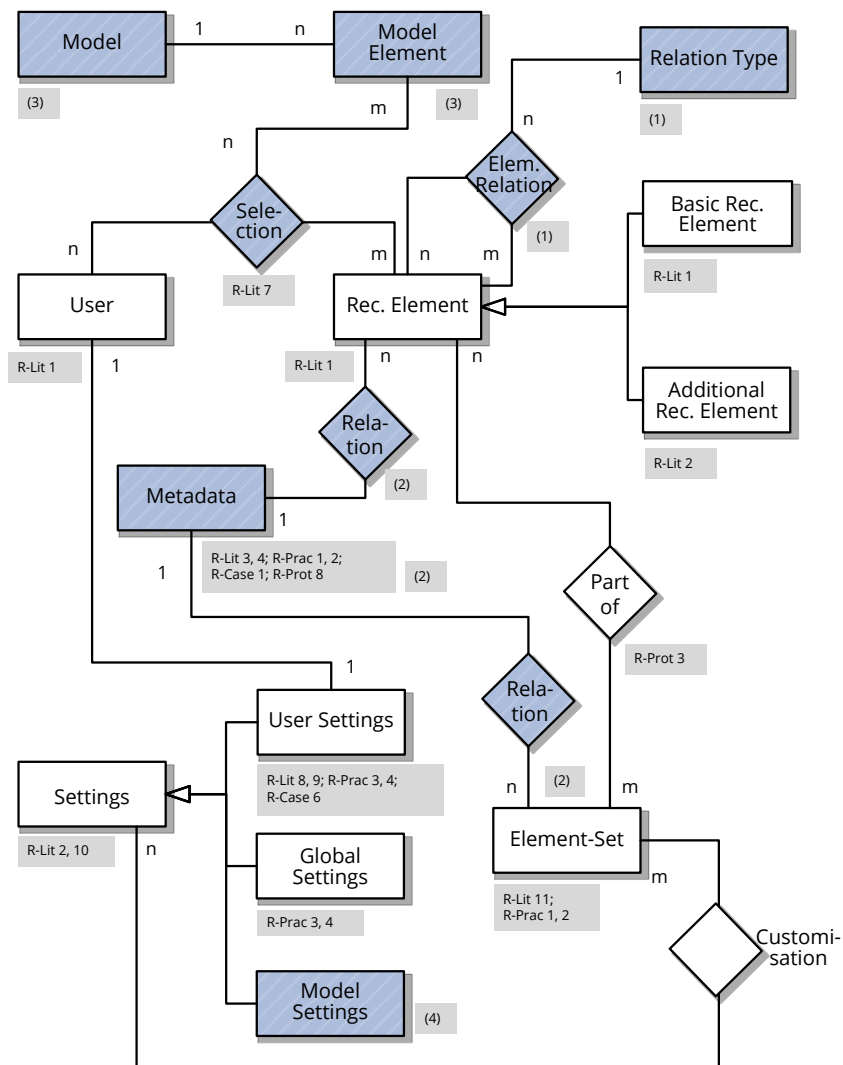 Model
1
n
Model
Element
Relation Type
(3)
(3)
1
(1)
m
n
n
Elem.
Relation
(1)
Sele-
ction
n
m
n
m
R-Lit 7
Basic Rec.
Element
R-Lit 1
User
Rec. Element
R-Lit 1
1
R-Lit 1
n
n
Additional
Rec. Element
R-Lit 2
Rela-
tion
(2)
Metadata
1
R-Lit 3, 4; R-Prac 1, 2;
R-Case 1; R-Prot 8
(2)
1
Part
of
R-Prot 3
1
Rela-
tion
(2)
User Settings
R-Lit 8, 9; R-Prac 3, 4;
R-Case 6
n
m
Settings
R-Lit 2, 10
n
Element-Set
R-Lit 11;
R-Prac 1, 2
m
Global
Settings
R-Prac 3, 4
Customi-
sation
Model
Settings
(4)